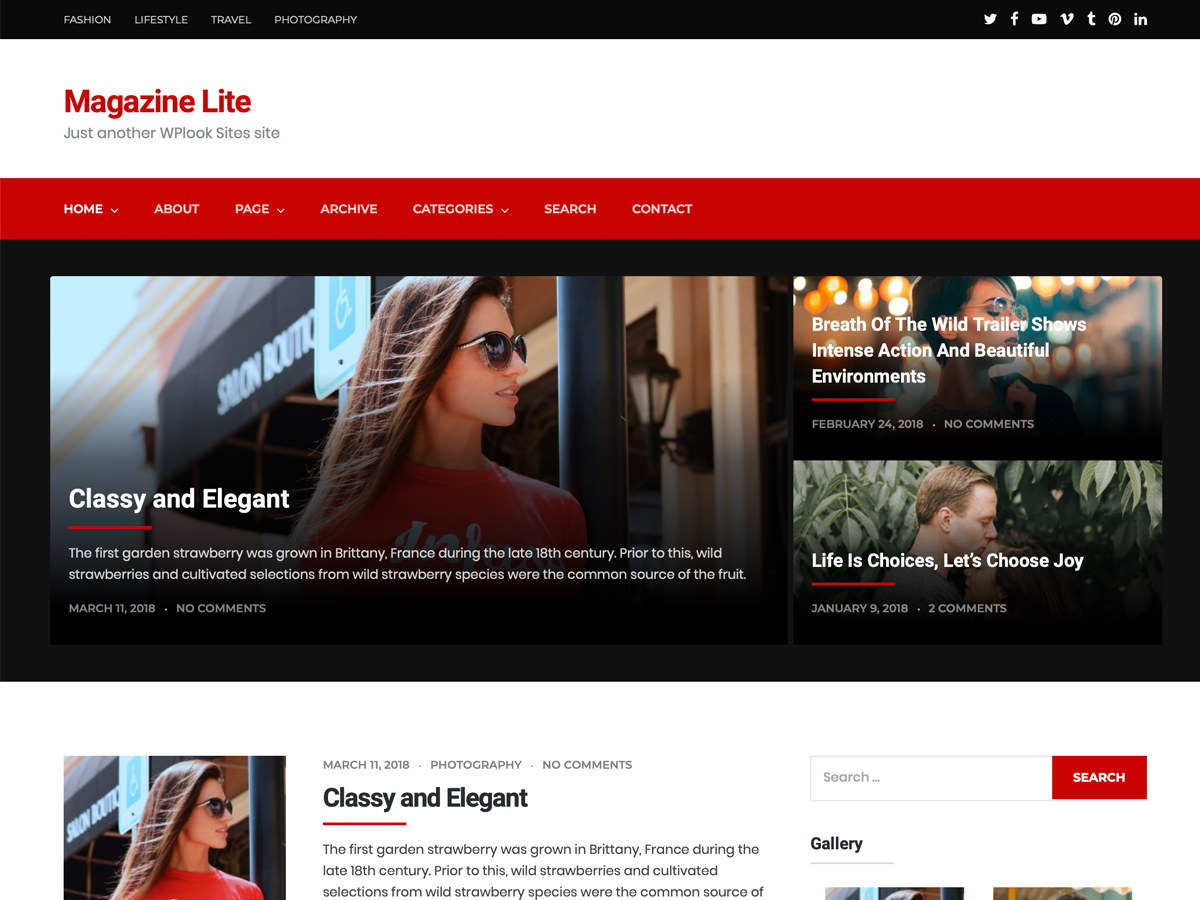 FASHION LIFESTYLE TRAVEL PHOTOGRAPHY
Magazine Lite
Just another WPlook Sites site
HOME ABOUT PAGE ARCHIVE CATEGORIES SEARCH CONTACT
SALON BOUTIQ
Classy and Elegant
The first garden strawberry was grown in Brittany, France during the late 18th century. Prior to this, wild
strawberries and cultivated selections from wild strawberry species were the common source of the fruit.
MARCH 11, 2018 · NO COMMENTS
Breath Of The Wild Trailer Shows
Intense Action And Beautiful
Environments
FEBRUARY 24, 2018 · NO COMMENTS
Life Is Choices, Let's Choose Joy
JANUARY 9, 2018 · 2 COMMENTS
SALON BOUTIQ
MARCH 11, 2018 · PHOTOGRAPHY · NO COMMENTS
Classy and Elegant
The first garden strawberry was grown in Brittany, France during the
late 18th century. Prior to this, wild strawberries and cultivated
selections from wild strawberry species were the common source of
Search ... SEARCH
Gallery